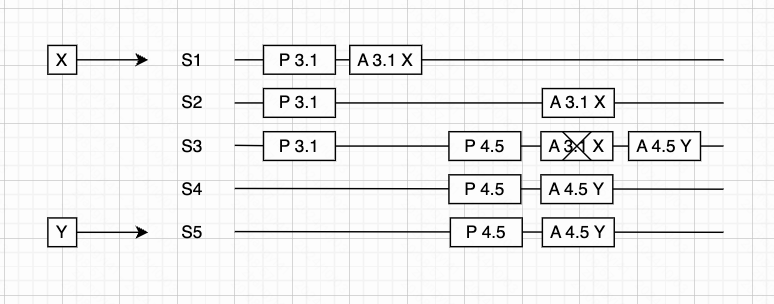 X S1 P 3.1 A 3.1 X
S2 P 3.1 A 3.1 X
S3 P 3.1 P 4.5 A 3.1 X A 4.5 Y
S4 P 4.5 A 4.5 Y
Y S5 P 4.5 A 4.5 Y